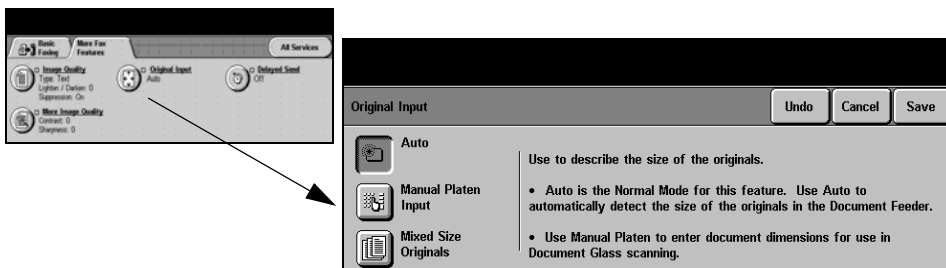 Basic Faxing
More Fax Features
All Services
Image Quality
Type: Text
Lighten / Darken: 0
Suppression: On
Original Input
Auto
Delayed Send
Off
More Image Quality
Contrast: 0
Sharpness: 0
Original Input
Undo
Cancel
Save
Auto
Manual Platen
Input
Mixed Size
Originals
Use to describe the size of the originals.
• Auto is the Normal Mode for this feature. Use Auto to
automatically detect the size of the originals in the Document Feeder.
• Use Manual Platen to enter document dimensions for use in
Document Glass scanning.